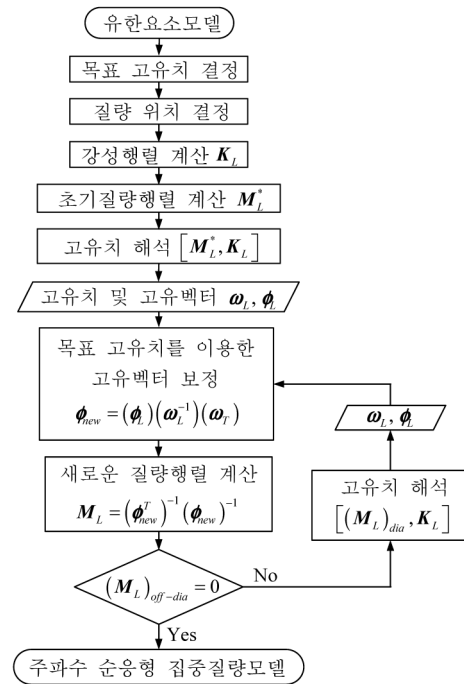 유한요소모델
목표 고유치 결정
질량 위치 결정
강성행렬 계산 K_L
초기질량행렬 계산 M_L^*
고유치 해석 [M_L^*, K_L]
고유치 및 고유벡터 ω_L, ϕ_L
목표 고유치를 이용한
고유벡터 보정
ϕ_new = (ϕ_L)(ω_L^-1)(ω_T)
새로운 질량행렬 계산
M_L = (ϕ_new^T)^-1 (ϕ_new)^-1
(M_L)_off-dia = 0
No
고유치 해석
[(M_L)_dia, K_L]
ω_L, ϕ_L
Yes
주파수 순응형 집중질량모델